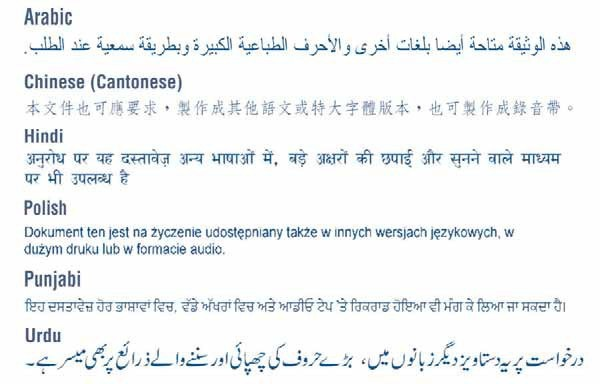 Arabic
هذه الوثيقة متاحة أيضا بلغات أخرى والأحرف الطباعية الكبيرة وبطريقة سمعية عند الطلب.
Chinese (Cantonese)
本文件也可應要求，製作成其他語文或特大字體版本，也可製作成錄音帶。
Hindi
अनुरोध पर यह दस्तावेज़ अन्य भाषाओं में, बड़े अक्षरों की छपाई और सुनने वाले माध्यम
पर भी उपलब्ध है
Polish
Dokument ten jest na życzenie udostępniany także w innych wersjach językowych, w
dużym druku lub w formacie audio.
Punjabi
ਇਹ ਦਸਤਾਵੇਜ਼ ਹੋਰ ਭਾਸ਼ਾਵਾਂ ਵਿਚ, ਵੱਡੇ ਅੱਖਰਾਂ ਵਿਚ ਅਤੇ ਆਡੀਓ ਟੇਪ 'ਤੇ ਰਿਕਰਾਡ ਹੋਇਆ ਵੀ ਮੰਗ ਕੇ ਲਿਆ ਜਾ ਸਕਦਾ ਹੈ।
Urdu
درخواست پر یہ دستاویز دیگر زبانوں میں، بڑے حروف کی چھپائی اور سننے والے ذرائع پر بھی میسر ہے۔